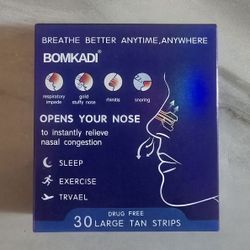 BREATHE BETTER ANYTIME,ANYWHERE
BOMKADI
respiratory impede
gold stuffy nose
rhinitis
snoring
OPENS YOUR NOSE
to instantly relieve
nasal congestion
SLEEP
EXERCISE
TRVAEL
DRUG FREE
30 LARGE TAN STRIPS